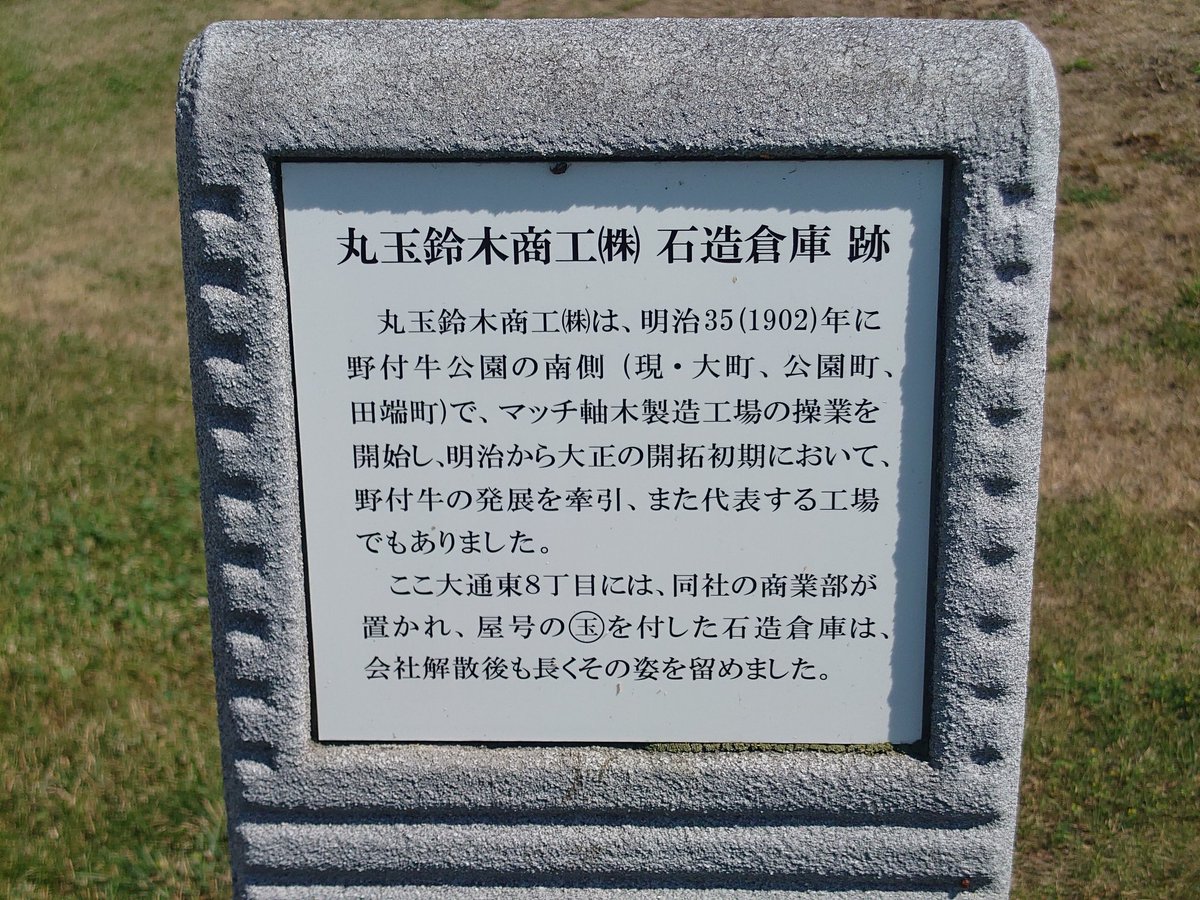 丸玉鈴木商工㈱ 石造倉庫 跡
丸玉鈴木商工㈱は、明治35(1902)年に
野付牛公園の南側(現・大町、公園町、
田端町)で、マッチ軸木製造工場の操業を
開始し、明治から大正の開拓初期において、
野付牛の発展を牽引、また代表する工場
でもありました。
ここ大通東8丁目には、同社の商業部が
置かれ、屋号の㊏を付した石造倉庫は、
会社解散後も長くその姿を留めました。